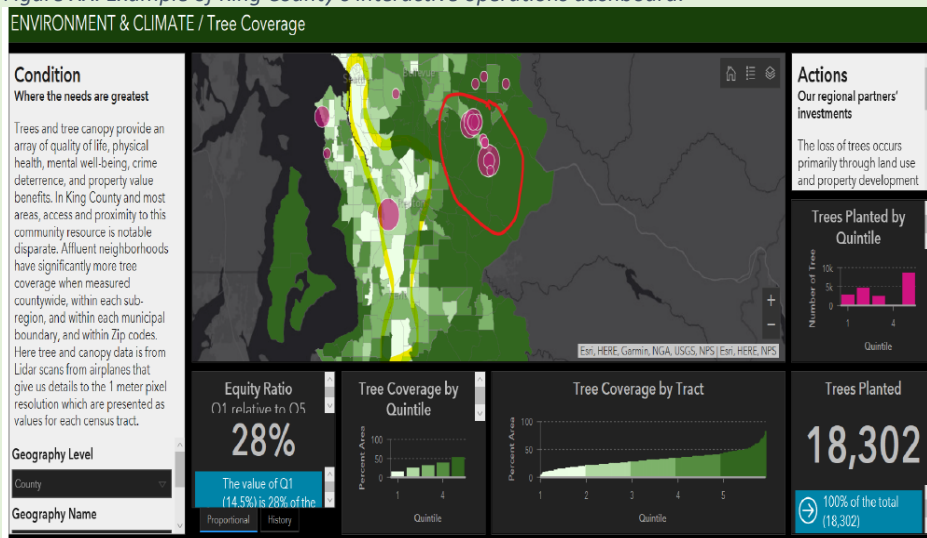 ENVIRONMENT & CLIMATE / Tree Coverage
Condition
Where the needs are greatest
Trees and tree canopy provide an
array of quality of life, physical
health, mental well-being, crime
deterrence, and property value
benefits. In King County and most
areas, access and proximity to this
community resource is notable
disparate. Affluent neighborhoods
have significantly more tree
coverage when measured
countywide, within each sub-
region, and within each municipal
boundary, and within Zip codes.
Here tree and canopy data is from
Lidar scans from airplanes that
give us details to the 1 meter pixel
resolution which are presented as
values for each census tract.
Geography Level
County
Geography Name
Bellevue
+
−
Esri, HERE, Garmin, NGA, USGS, NPS | Esri, HERE, NPS
Actions
Our regional partners'
investments
The loss of trees occurs
primarily through land use
and property development
Trees Planted by
Quintile
Number of Tree
10k
5k
0
1
4
Quintile
Equity Ratio
Q1 relative to Q5
28%
The value of Q1
(14.5%) is 28% of the
Proportional
History
Tree Coverage by
Quintile
Percent Area
100
50
0
1
4
Quintile
Tree Coverage by Tract
Percent Area
100
50
0
1
2
3
4
5
Quintile
Trees Planted
18,302
100% of the total
(18,302)